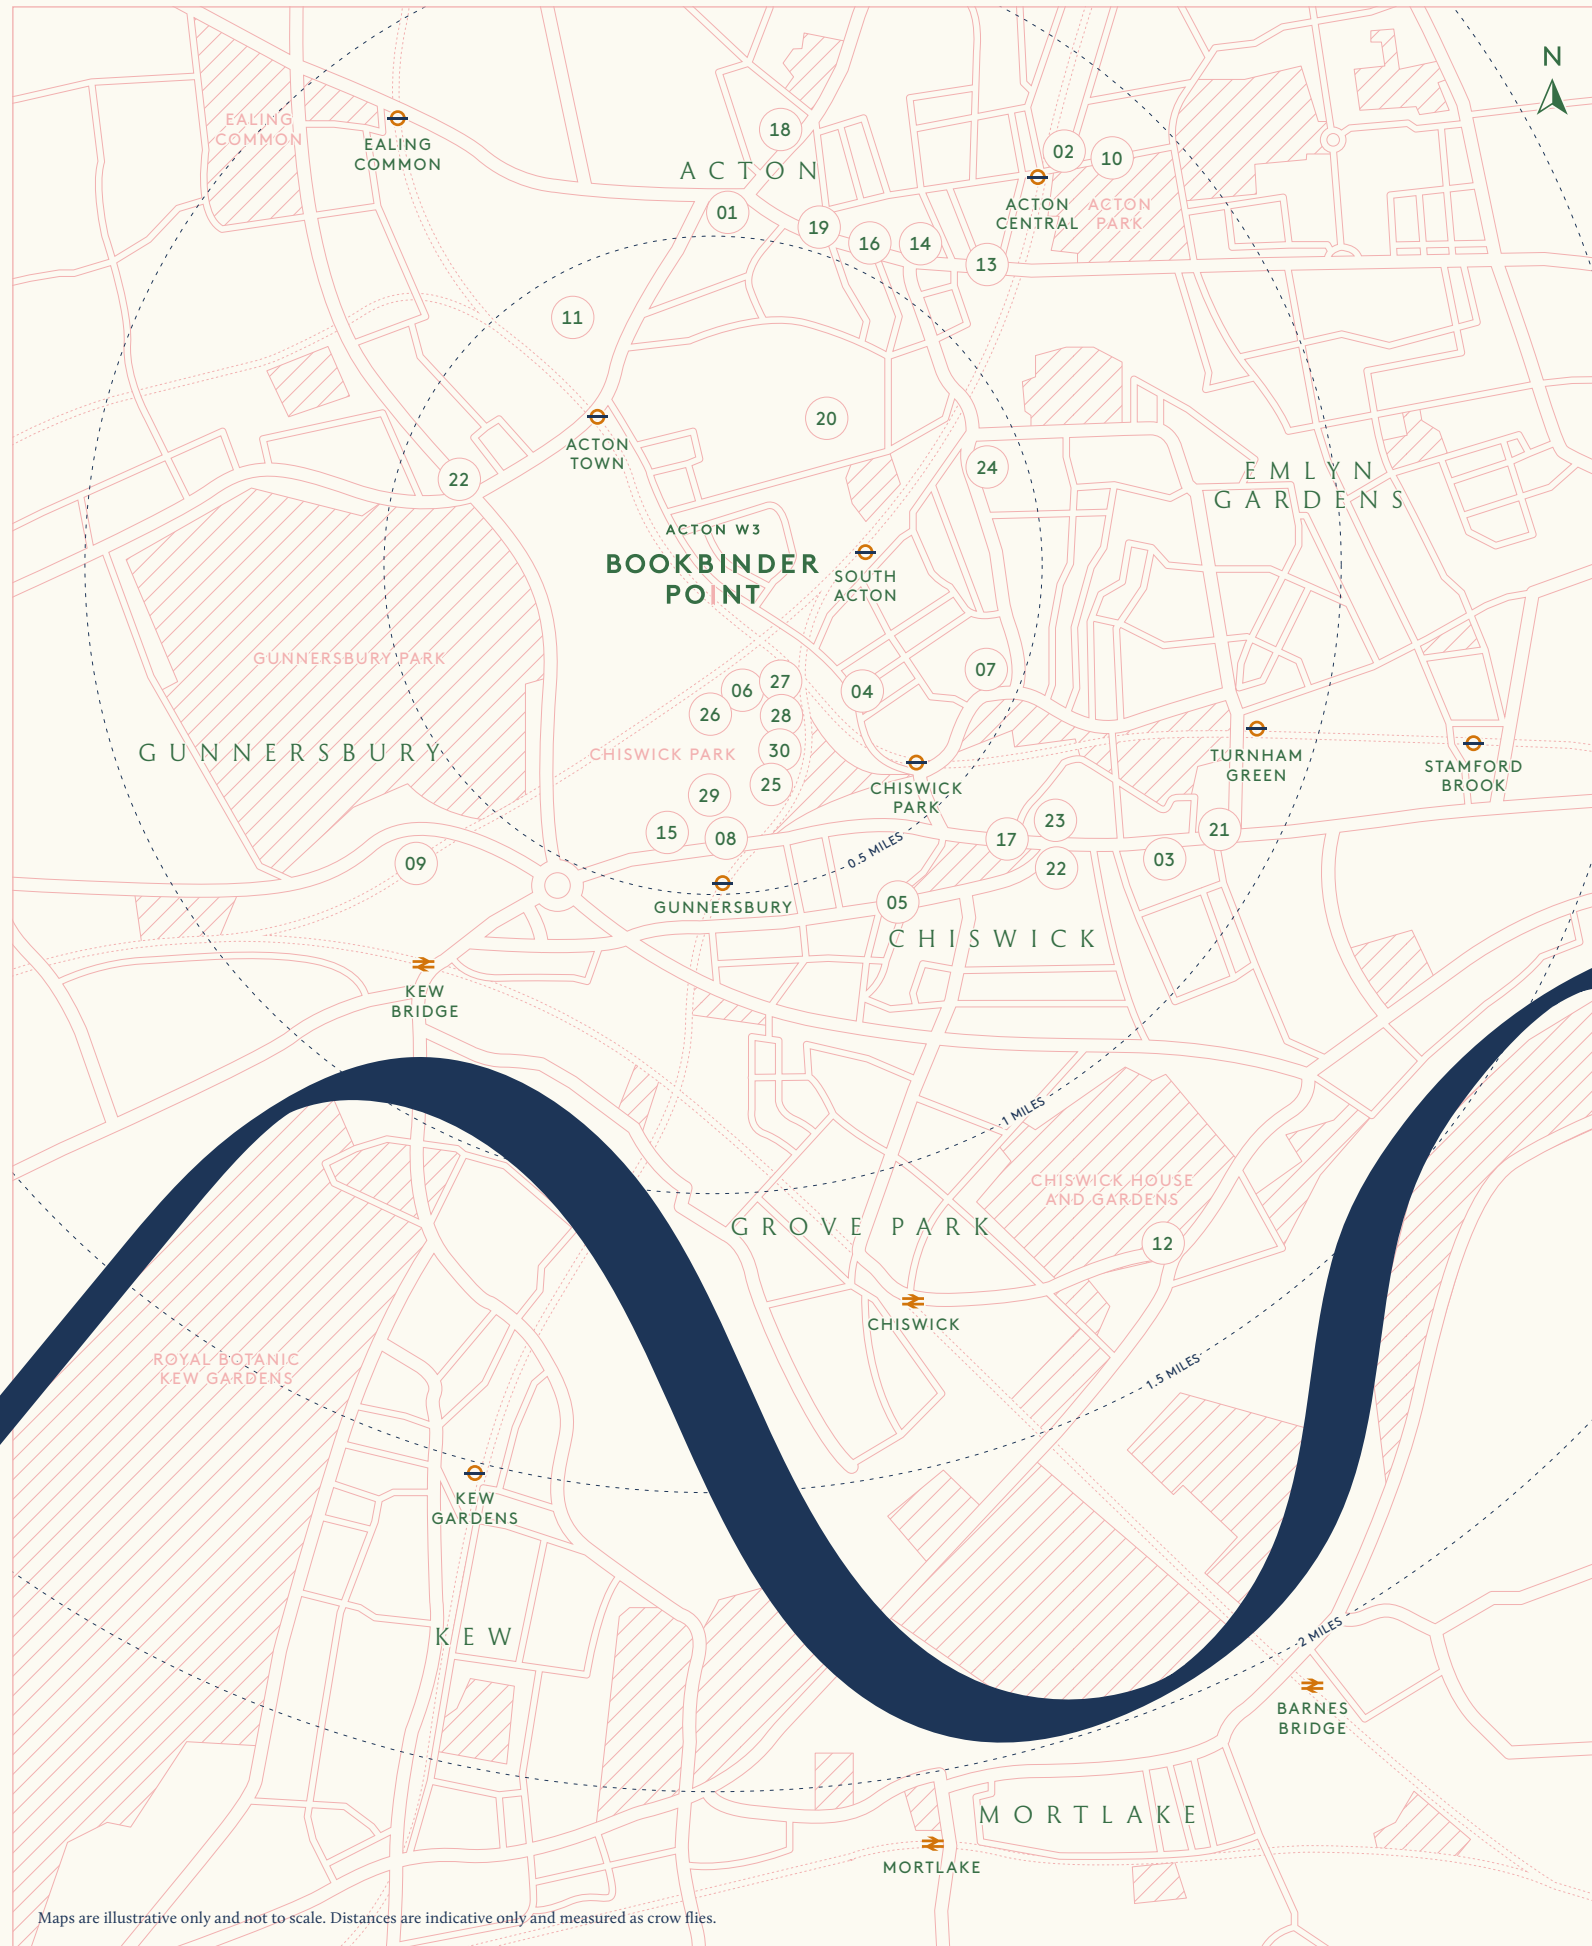 N
EALING
COMMON
EALING
COMMON
18
ACTON
02
10
01
ACTON
CENTRAL
ACTON
PARK
19
16
14
13
11
ACTON
TOWN
20
22
24
EMLYN
GARDENS
ACTON W3
BOOKBINDER
POINT
SOUTH
ACTON
GUNNERSBURY PARK
07
27
06
04
26
28
GUNNERSBURY
CHISWICK PARK
30
TURNHAM
GREEN
STAMFORD
BROOK
25
29
CHISWICK
PARK
15
08
23
21
17
0.5 MILES
09
03
22
GUNNERSBURY
05
CHISWICK
KEW
BRIDGE
1 MILES
CHISWICK HOUSE
AND GARDENS
GROVE PARK
12
CHISWICK
ROYAL BOTANIC
KEW GARDENS
1.5 MILES
KEW
GARDENS
KEW
2 MILES
BARNES
BRIDGE
MORTLAKE
MORTLAKE
Maps are illustrative only and not to scale. Distances are indicative only and measured as crow flies.